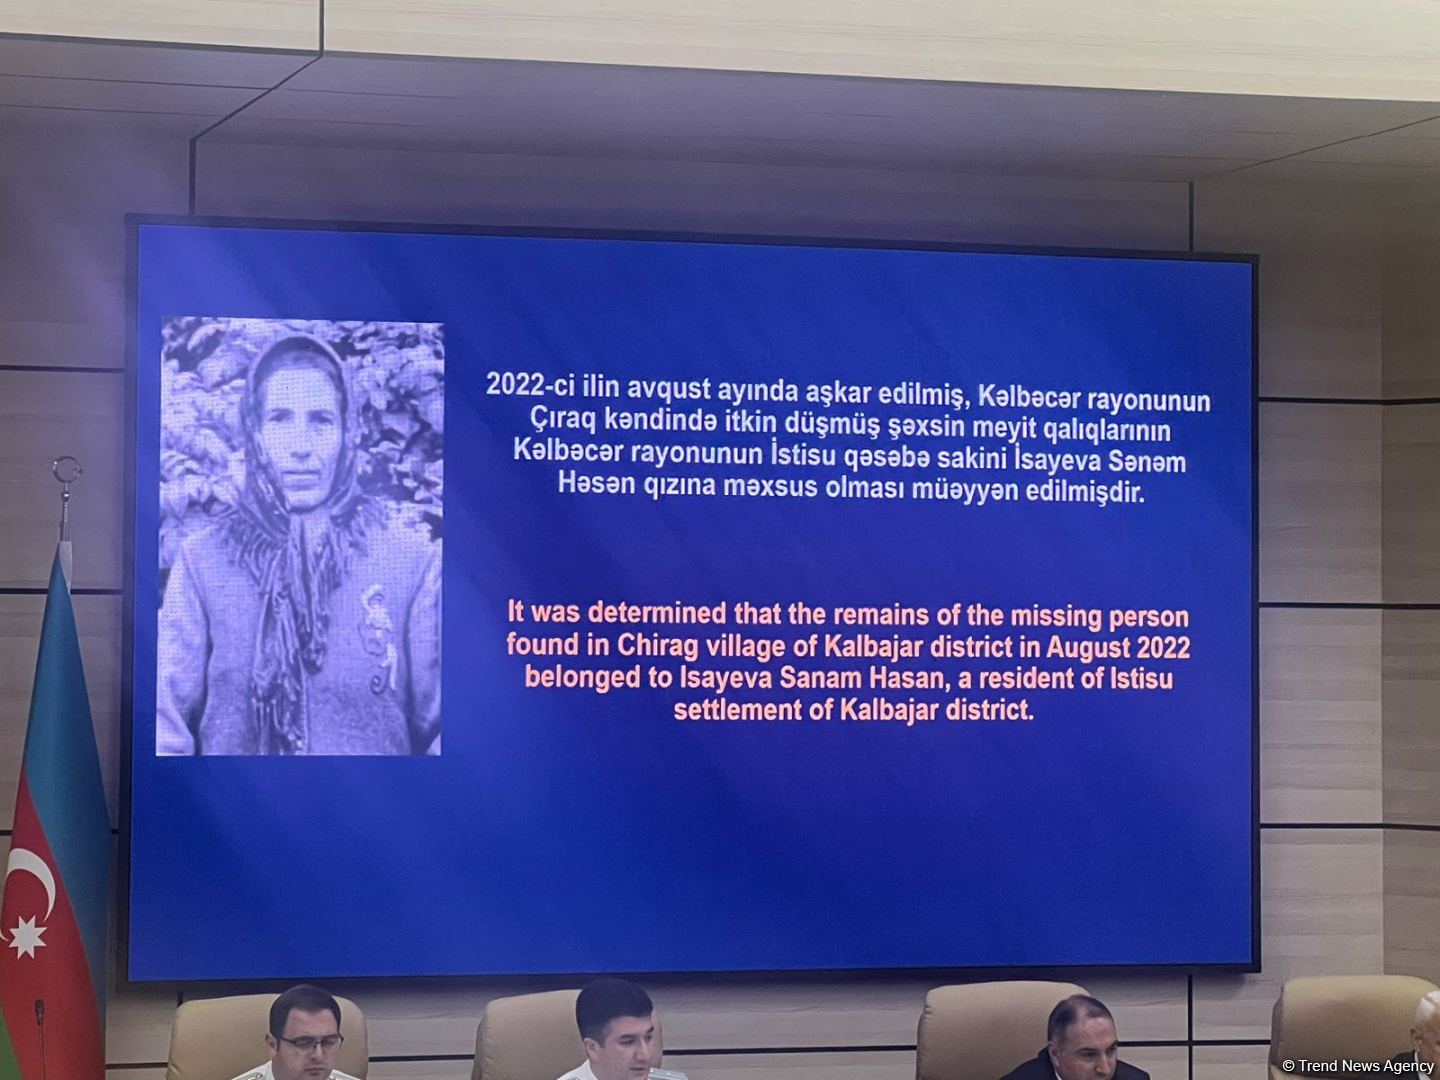 2022-ci ilin avqust ayında aşkar edilmiş, Kəlbəcər rayonunun
Çıraq kəndində itkin düşmüş şəxsin meyit qalıqlarının
Kəlbəcər rayonunun İstisu qəsəbə sakini İsayeva Sənəm
Həsən qızına məxsus olması müəyyən edilmişdir.
It was determined that the remains of the missing person
found in Chirag village of Kalbajar district in August 2022
belonged to Isayeva Sanam Hasan, a resident of Istisu
settlement of Kalbajar district.
© Trend News Agency